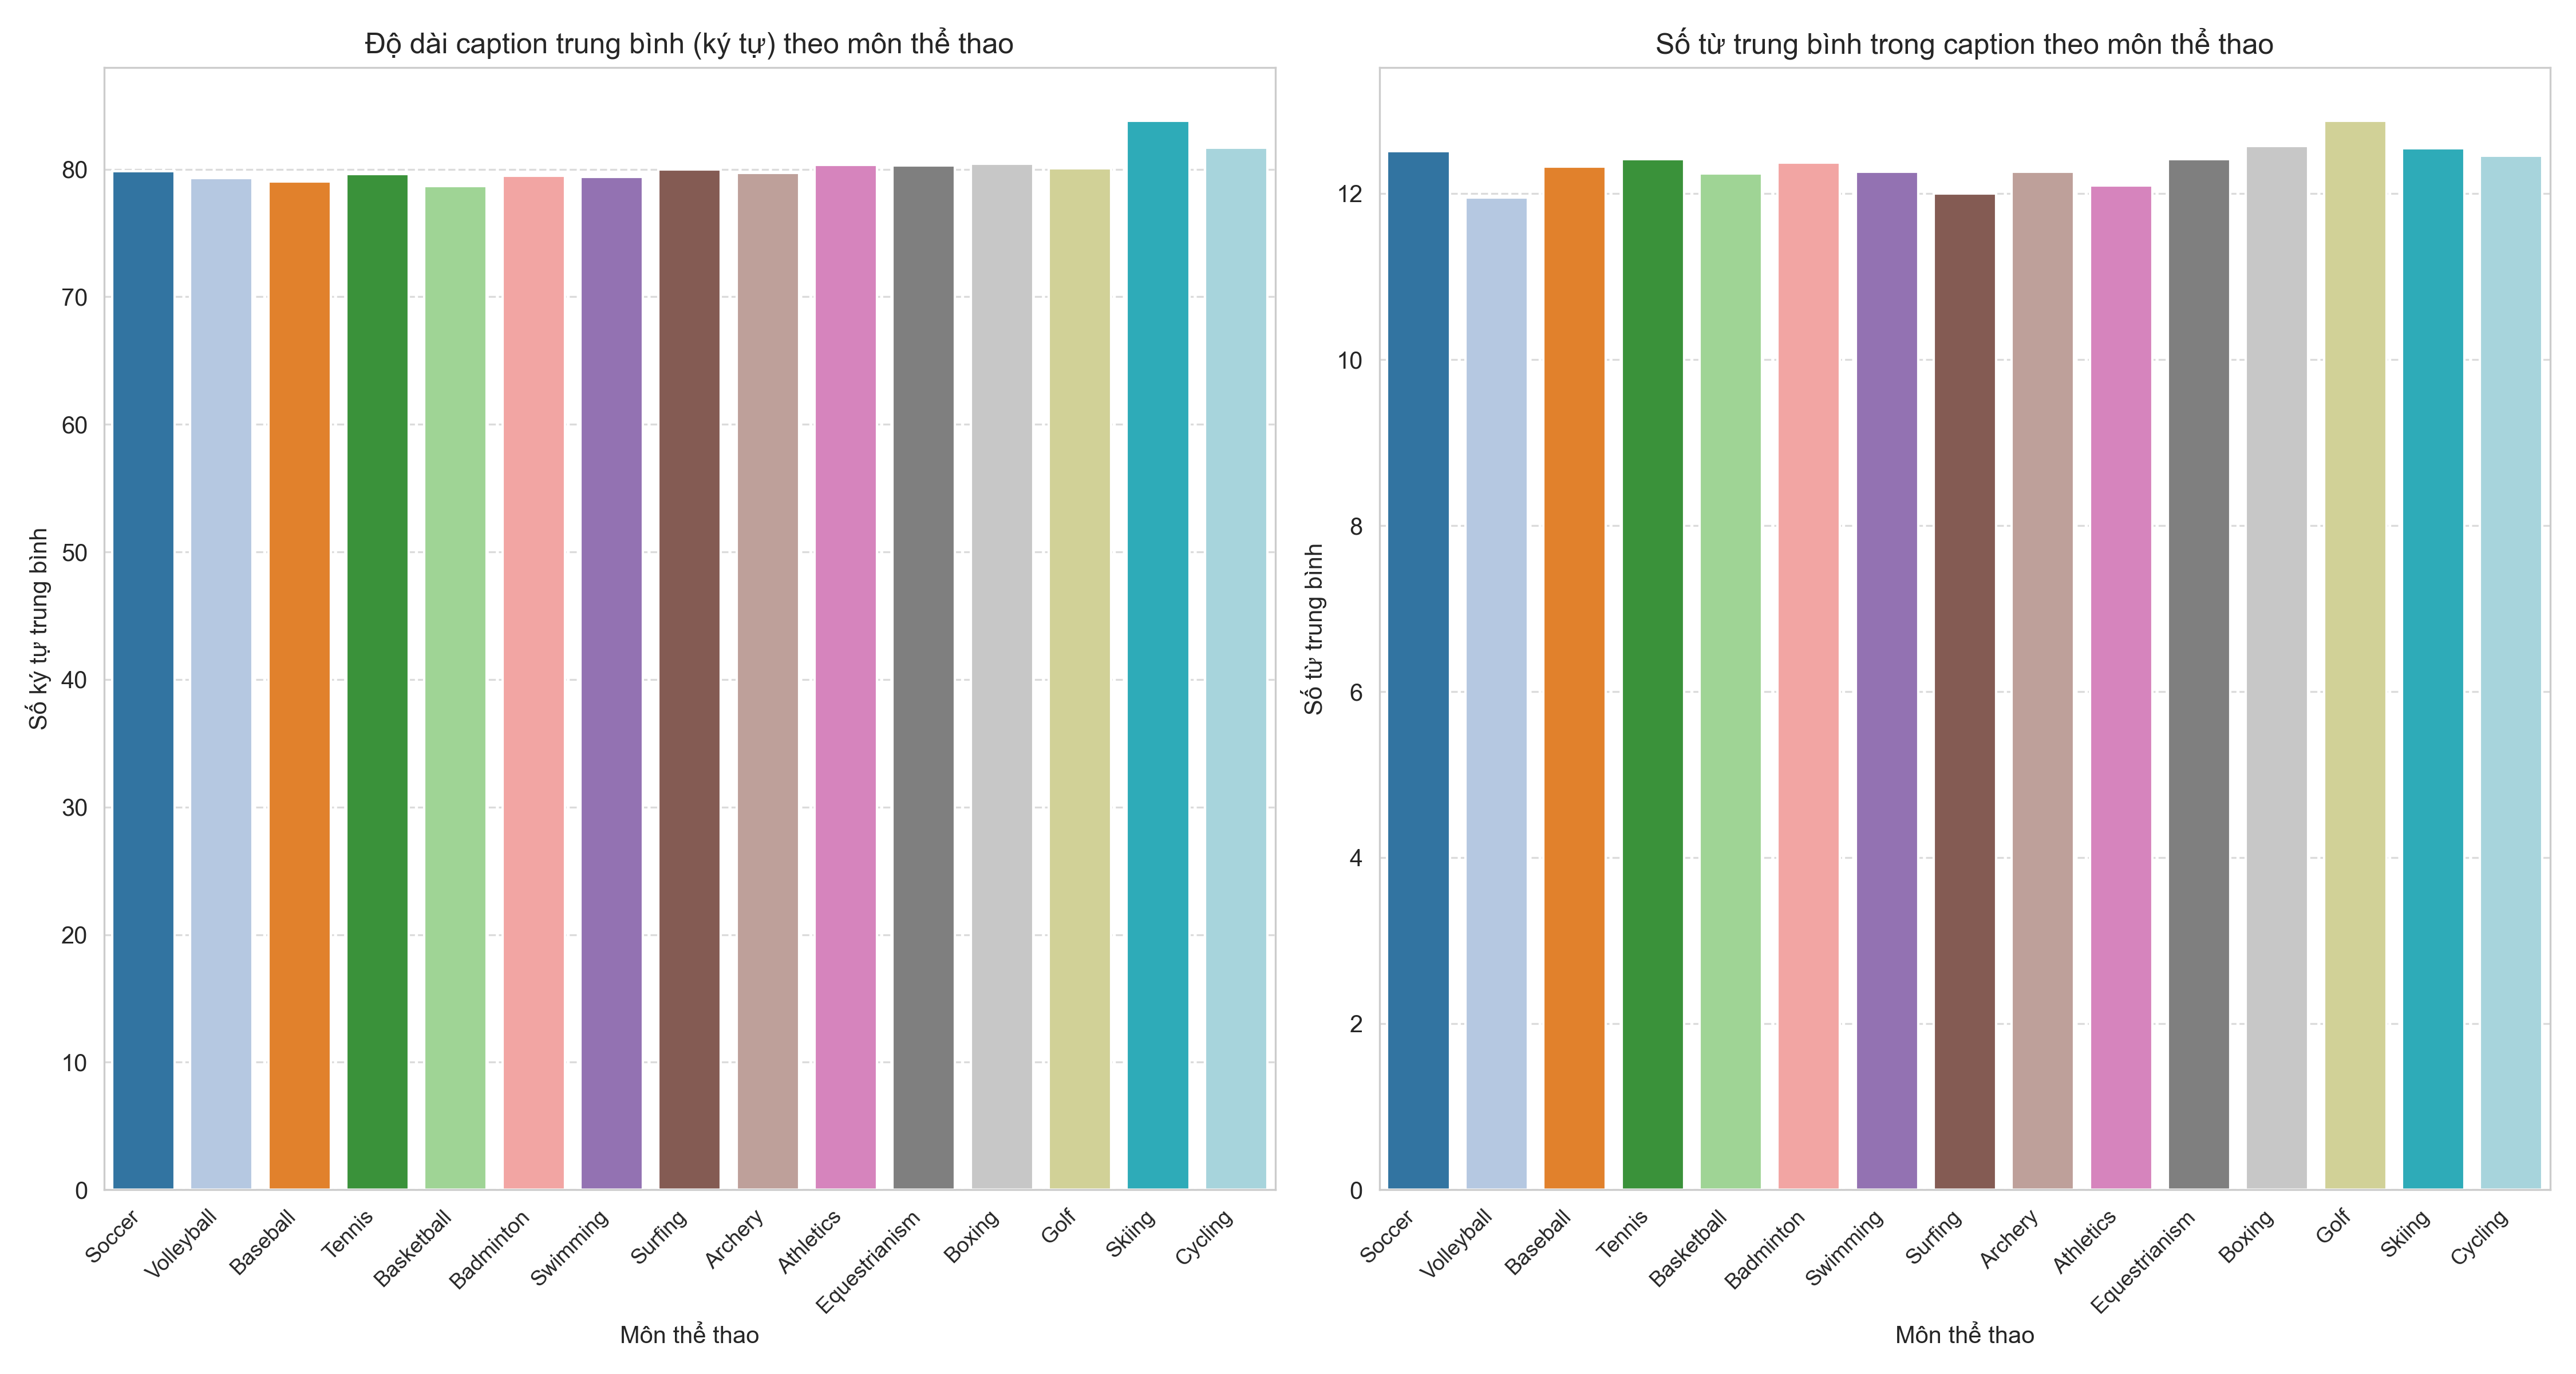 Độ dài caption trung bình (ký tự) theo môn thể thao
Số ký tự trung bình
80
70
60
50
40
30
20
10
0
Soccer
Volleyball
Baseball
Tennis
Basketball
Badminton
Swimming
Surfing
Archery
Athletics
Equestrianism
Boxing
Golf
Skiing
Cycling
Môn thể thao
Số từ trung bình trong caption theo môn thể thao
Số từ trung bình
12
10
8
6
4
2
0
Soccer
Volleyball
Baseball
Tennis
Basketball
Badminton
Swimming
Surfing
Archery
Athletics
Equestrianism
Boxing
Golf
Skiing
Cycling
Môn thể thao